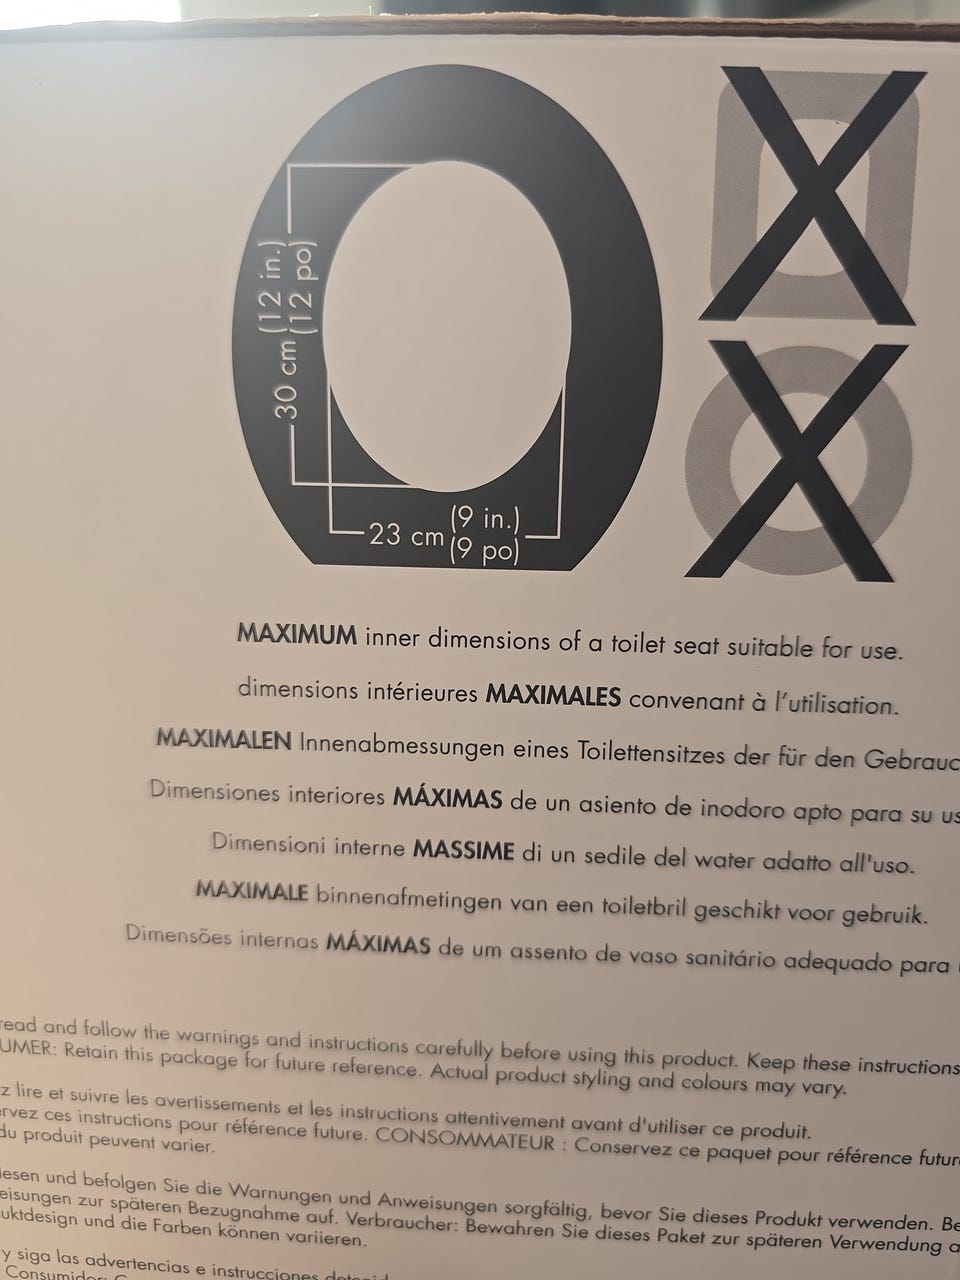 30 cm (12 in.)
(12 po)
23 cm (9 in.)
(9 po)
MAXIMUM inner dimensions of a toilet seat suitable for use.
dimensions intérieures MAXIMALES convenant à l'utilisation.
MAXIMALEN Innenabmessungen eines Toilettensitzes der für den Gebrauc
Dimensiones interiores MÁXIMAS de un asiento de inodoro apto para su us
Dimensioni interne MASSIME di un sedile del water adatto all'uso.
MAXIMALE binnenafmetingen van een toiletbril geschikt voor gebruik.
Dimensões internas MÁXIMAS de um assento de vaso sanitário adequado para
read and follow the warnings and instructions carefully before using this product. Keep these instructions
UMER: Retain this package for future reference. Actual product styling and colours may vary.
z lire et suivre les avertissements et les instructions attentivement avant d'utiliser ce produit.
ervez ces instructions pour référence future. CONSOMMATEUR : Conservez ce paquet pour référence future
du produit peuvent varier.
lesen und befolgen Sie die Warnungen und Anweisungen sorgfältig, bevor Sie dieses Produkt verwenden. Be
eisungen zur späteren Bezugnahme auf. Verbraucher: Bewahren Sie dieses Paket zur späteren Verwendung a
uktdesign und die Farben können variieren.
y siga las advertencias e instrucciones
Consumidor: